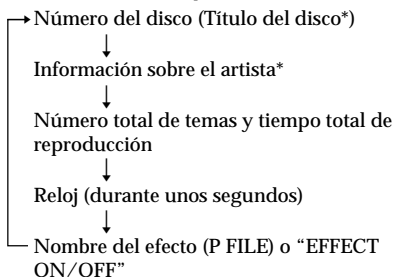 Número del disco (Título del disco*)
Información sobre el artista*
Número total de temas y tiempo total de
reproducción
Reloj (durante unos segundos)
Nombre del efecto (P FILE) o “EFFECT
ON/OFF”